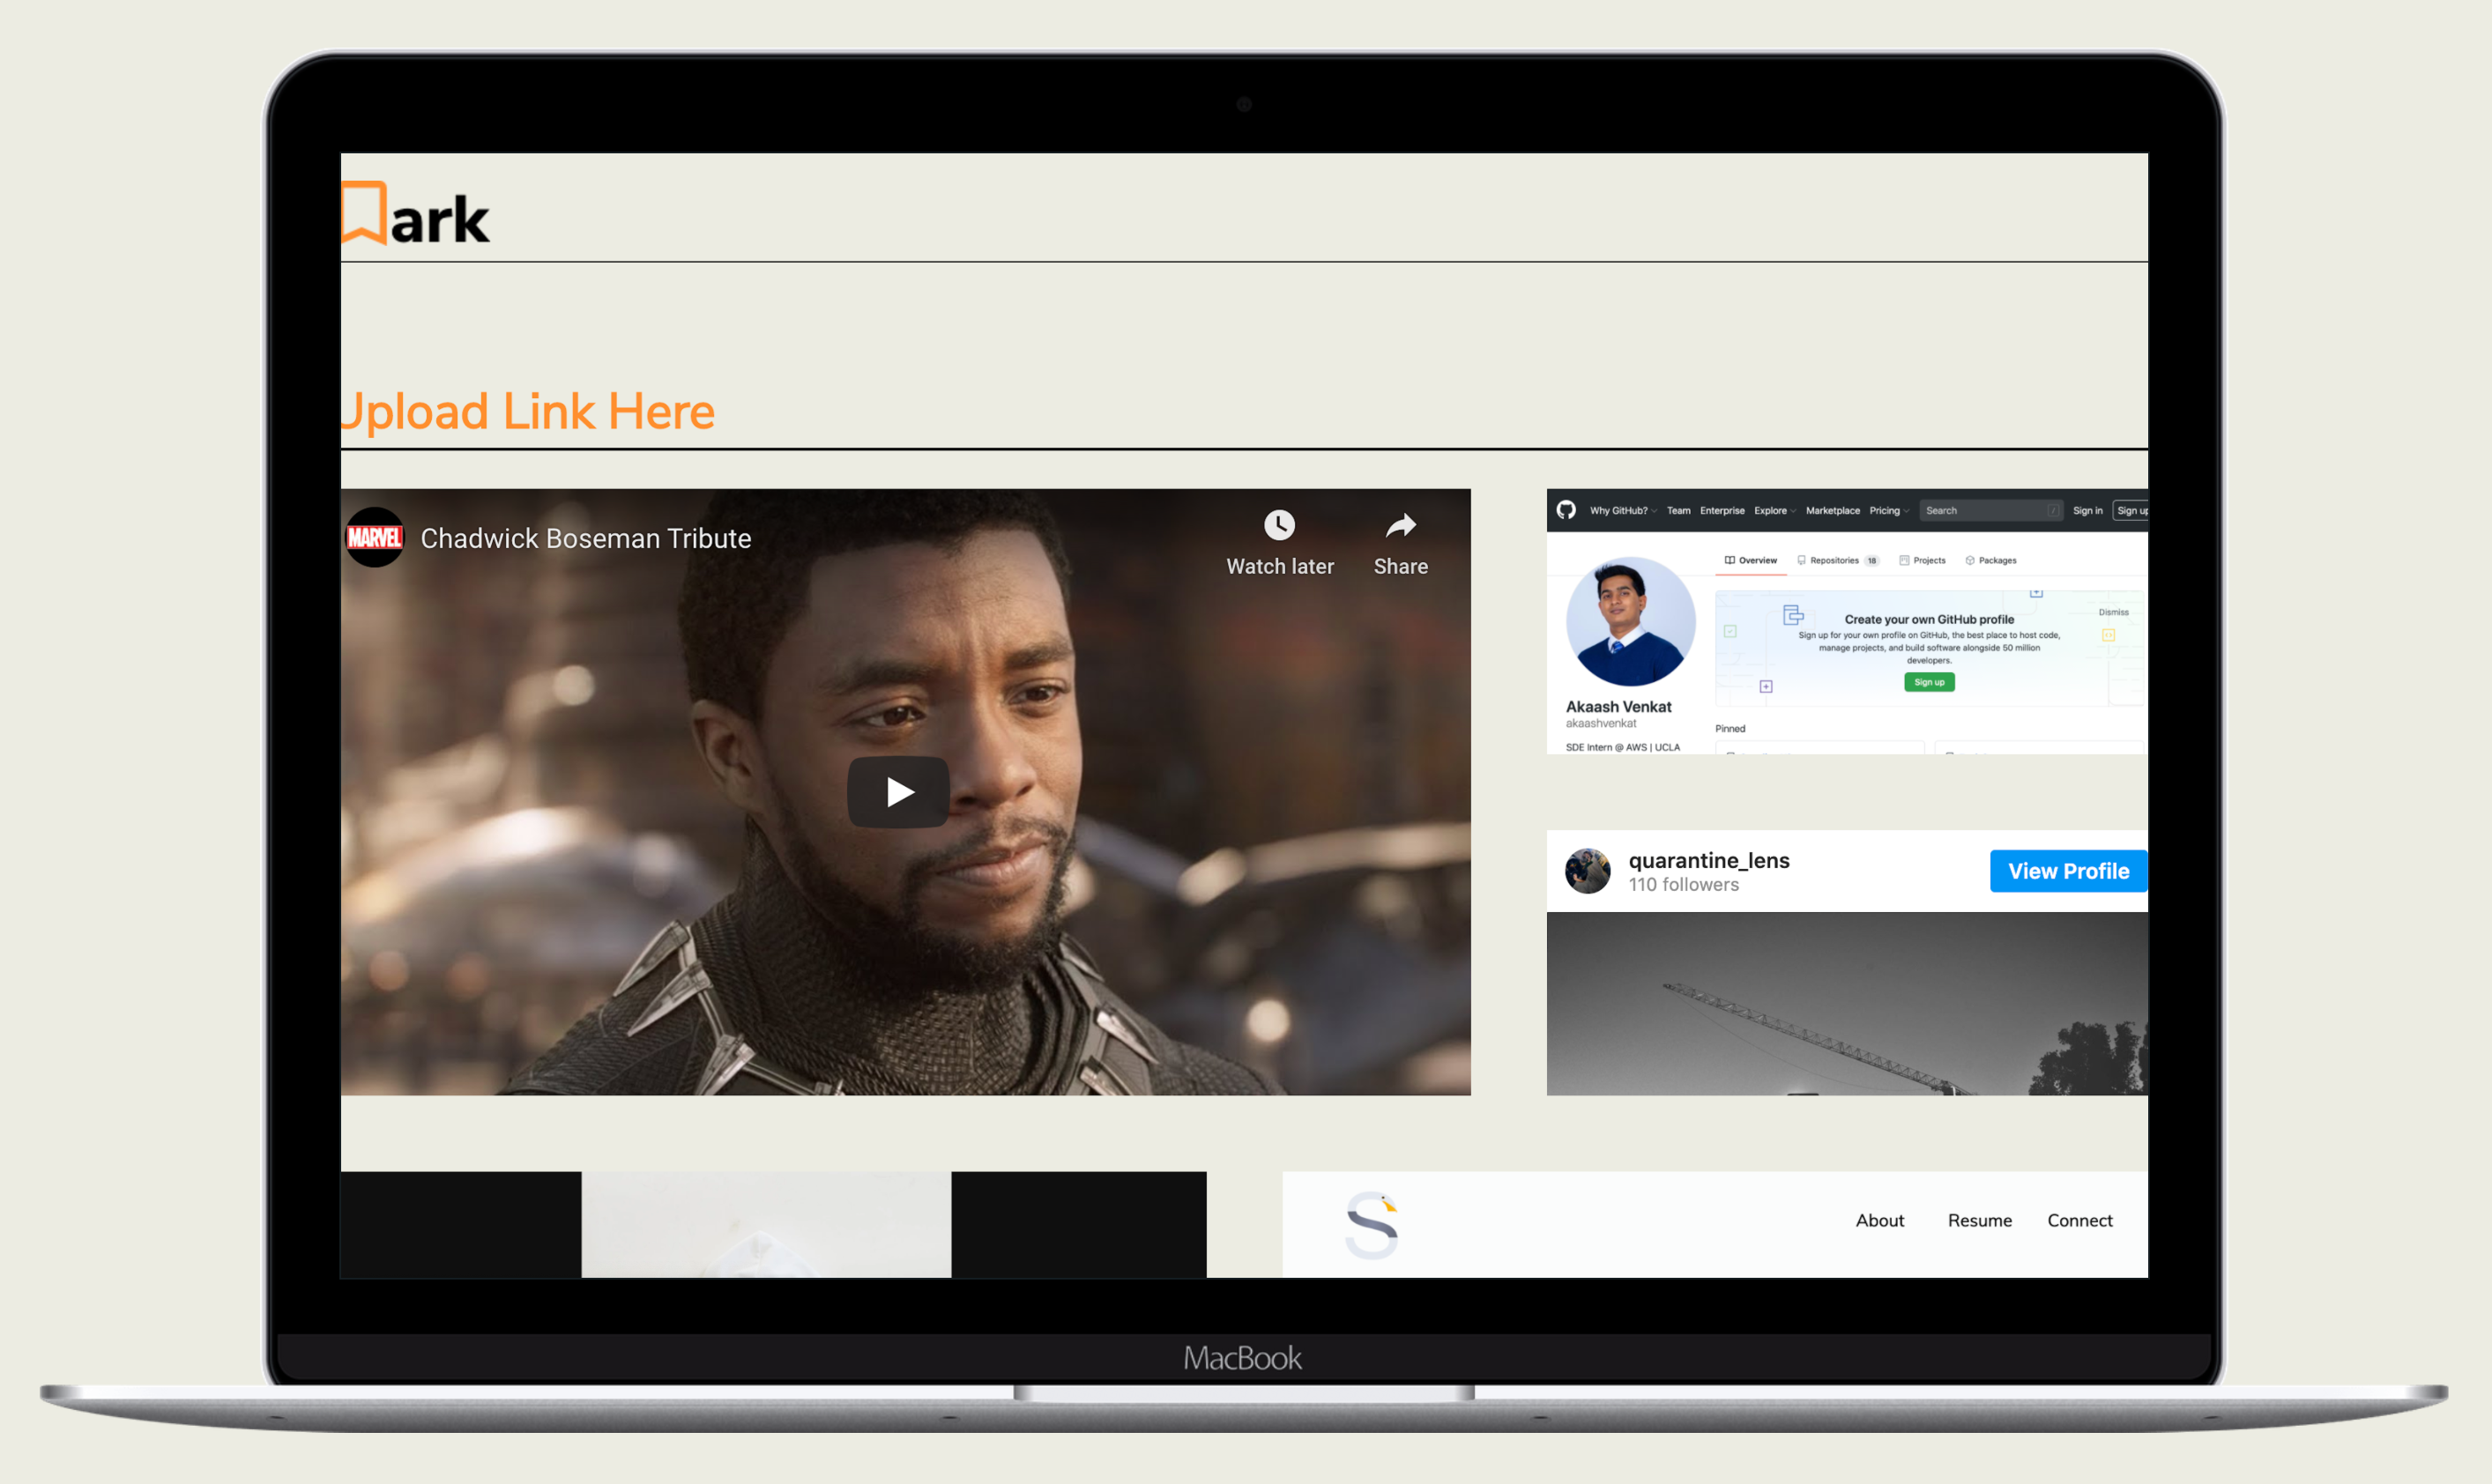 ark
Upload Link Here
MARVEL
Chadwick Boseman Tribute
Watch later
Share
Why GitHub? Team Enterprise Explore Marketplace Pricing Search / Sign in Sign up
Overview Repositories 18 Projects Packages
Create your own GitHub profile
Dismiss
Sign up for your own profile on GitHub, the best place to host code,
manage projects, and build software alongside 50 million
developers.
Sign up
Akaash Venkat
akaashvenkat
SDE Intern @ AWS | UCLA
Pinned
quarantine_lens
110 followers
View Profile
S
About Resume Connect
MacBook